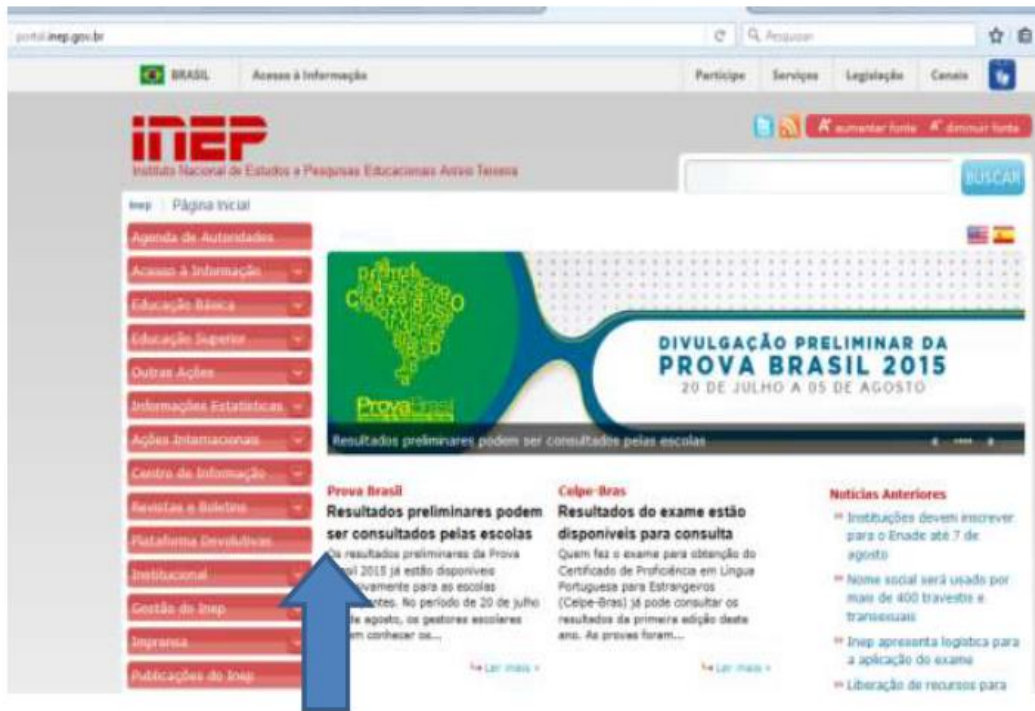 portal.inep.gov.br
Pesquisar
BRASIL
Acesso à Informação
Participe
Serviços
Legislação
Canais
inep
Instituto Nacional de Estudos e Pesquisas Educacionais Anísio Teixeira
A+ aumentar fonte
A- diminuir fonte
BUSCAR
Inep
Página Inicial
Agenda de Autoridades
Acesso à Informação
Educação Básica
Educação Superior
Outras Ações
Informações Estatísticas
Ações Internacionais
Centro de Informação
Revistas e Boletins
Plataforma Devolutivas
Institucional
Gestão do Inep
Imprensa
Publicações do Inep
ProvaBrasil
DIVULGAÇÃO PRELIMINAR DA
PROVA BRASIL 2015
20 DE JULHO A 05 DE AGOSTO
Resultados preliminares podem ser consultados pelas escolas
Prova Brasil
Resultados preliminares podem
ser consultados pelas escolas
Os resultados preliminares da Prova
2015 já estão disponíveis
para as escolas
No período de 20 de julho
de agosto, os gestores escolares
conhecer os...
Ler mais »
Celpe-Bras
Resultados do exame estão
disponíveis para consulta
Quem fez o exame para obtenção do
Certificado de Proficiência em Língua
Portuguesa para Estrangeiros
(Celpe-Bras) já pode consultar os
resultados da primeira edição deste
ano. As provas foram...
Ler mais »
Notícias Anteriores
Instituições devem inscrever
para o Enade até 7 de
agosto
Nome social será usado por
mais de 400 travestis e
transexuais
Inep apresenta logística para
a aplicação do exame
Liberação de recursos para